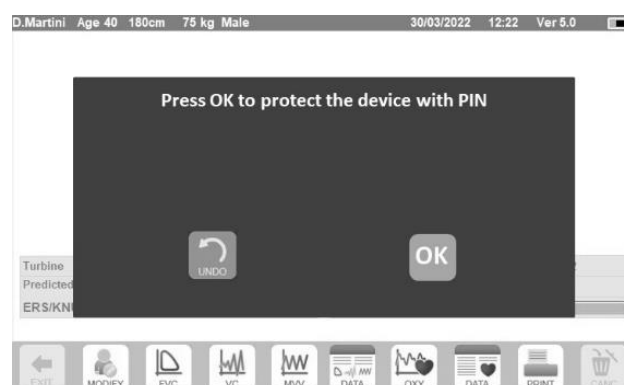 D.Martini Age 40 180cm 75 kg Male 30/03/2022 12:22 Ver 5.0
Press OK to protect the device with PIN
UNDO
OK
Turbine
Predicted
ERS/KN
EXIT MODIFY FVC VC MVV DATA OXY DATA PRINT CANC